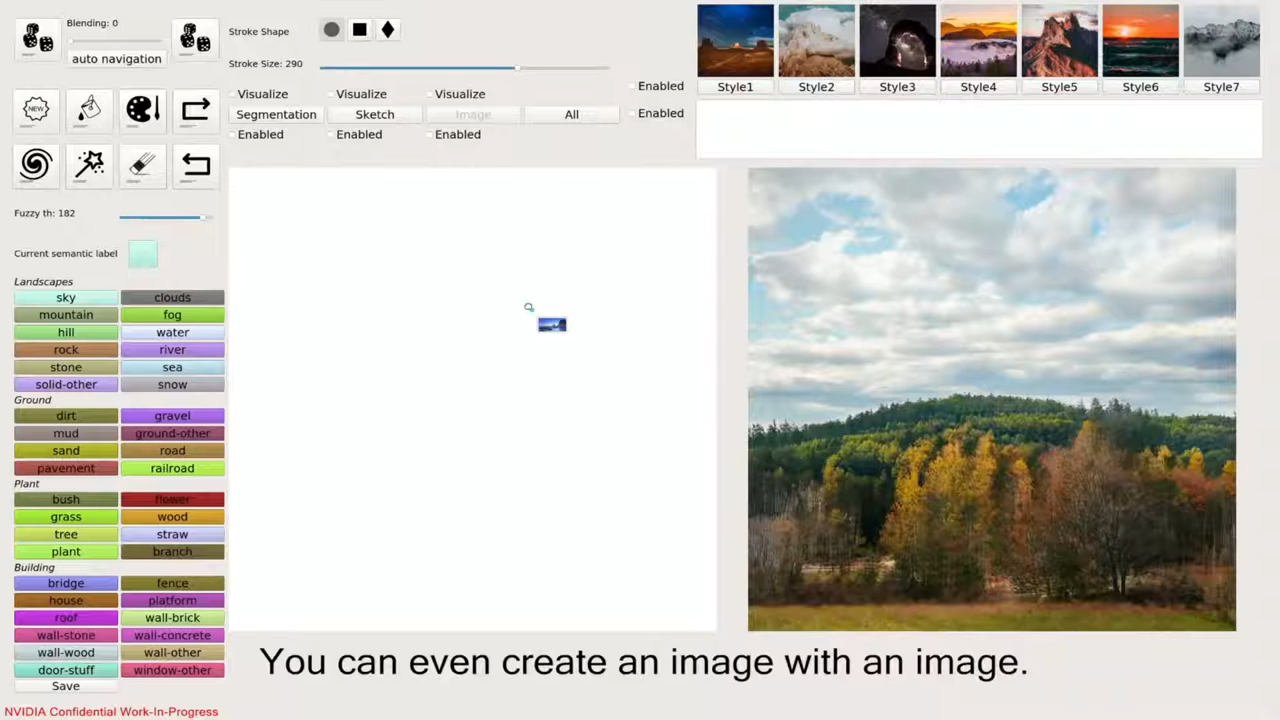 Blending: 0
auto navigation
NEW
Fuzzy th: 182
Current semantic label
Landscapes
sky clouds
mountain fog
hill water
rock river
stone sea
solid-other snow
Ground
dirt gravel
mud ground-other
sand road
pavement railroad
Plant
bush flower
grass wood
tree straw
plant branch
Building
bridge fence
house platform
roof wall-brick
wall-stone wall-concrete
wall-wood wall-other
door-stuff window-other
Save
NVIDIA Confidential Work-In-Progress
Stroke Shape
Stroke Size: 290
Visualize Visualize Visualize
Segmentation Sketch Image All
Enabled Enabled Enabled
Enabled
Enabled
Style1 Style2 Style3 Style4 Style5 Style6 Style7
You can even create an image with an image.